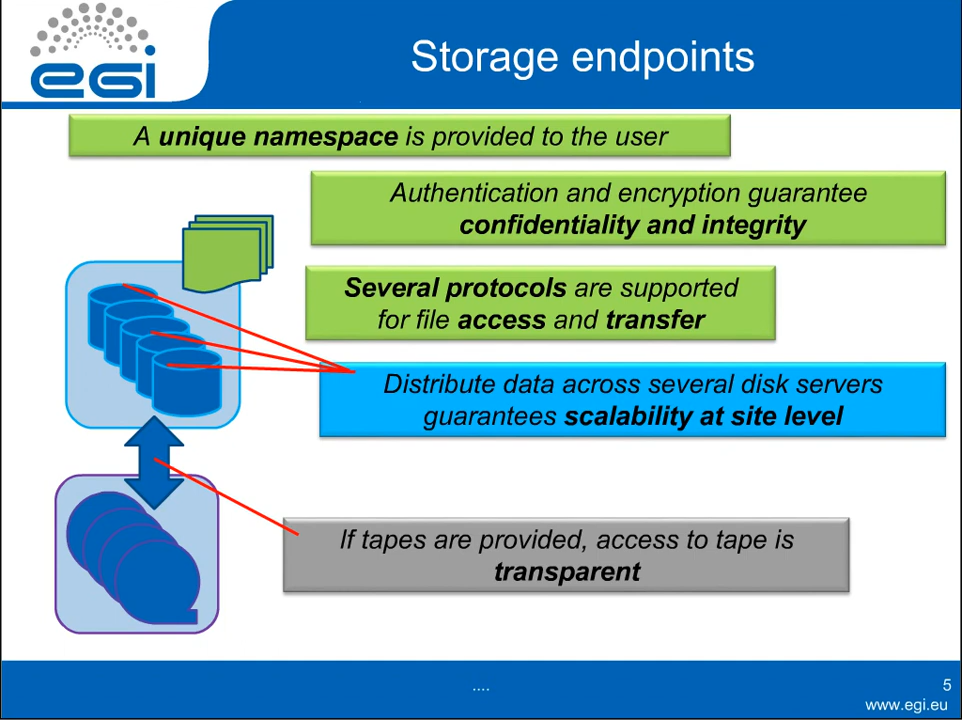 egi
Storage endpoints
A unique namespace is provided to the user
Authentication and encryption guarantee
confidentiality and integrity
Several protocols are supported
for file access and transfer
Distribute data across several disk servers
guarantees scalability at site level
If tapes are provided, access to tape is
transparent
....
5
www.egi.eu